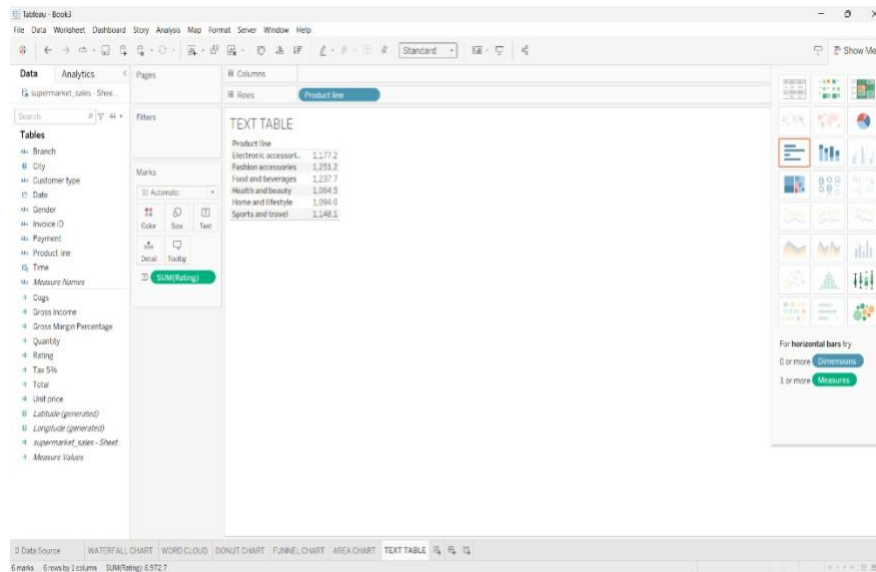 Tableau - Book3
File Data Worksheet Dashboard Story Analysis Map Format Server Window Help
Standard
Show Me
Data Analytics
supermarket_sales - Shee...
Search
Tables
Branch
City
Customer type
Date
Gender
Invoice ID
Payment
Product line
Time
Measure Names
Cogs
Gross Income
Gross Margin Percentage
Quantity
Rating
Tax 5%
Total
Unit price
Latitude (generated)
Longitude (generated)
supermarket_sales - Sheet...
Measure Values
Pages
Filters
Marks
Automatic
Color Size Text
Detail Tooltip
SUM(Rating)
Columns
Rows Product line
TEXT TABLE
Product line
Electronic accessori.. 1,177.2
Fashion accessories 1,251.2
Food and beverages 1,237.7
Health and beauty 1,064.5
Home and lifestyle 1,094.0
Sports and travel 1,148.1
For horizontal bars try
0 or more Dimensions
1 or more Measures
Data Source WATERFALL CHART WORD CLOUD DONUT CHART FUNNEL CHART AREA CHART TEXT TABLE
6 marks 6 rows by 1 column SUM(Rating): 6,972.7